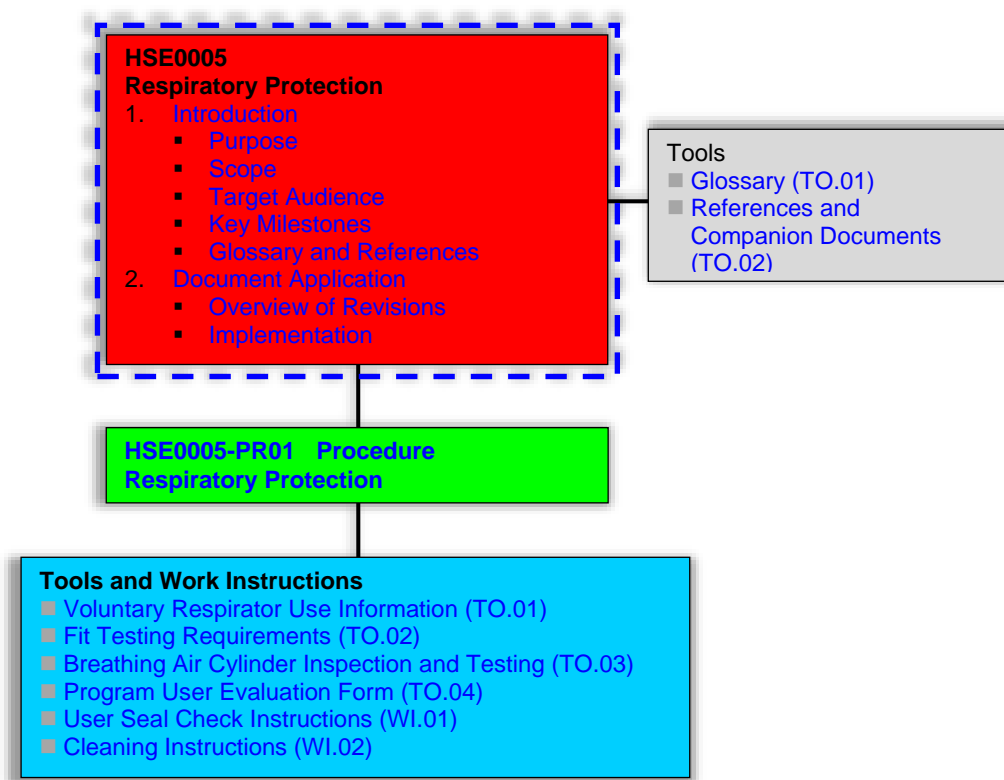 HSE0005
Respiratory Protection
1. Introduction
▪ Purpose
▪ Scope
▪ Target Audience
▪ Key Milestones
▪ Glossary and References
2. Document Application
▪ Overview of Revisions
▪ Implementation
Tools
■ Glossary (TO.01)
■ References and
Companion Documents
(TO.02)
HSE0005-PR01 Procedure
Respiratory Protection
Tools and Work Instructions
■ Voluntary Respirator Use Information (TO.01)
■ Fit Testing Requirements (TO.02)
■ Breathing Air Cylinder Inspection and Testing (TO.03)
■ Program User Evaluation Form (TO.04)
■ User Seal Check Instructions (WI.01)
■ Cleaning Instructions (WI.02)